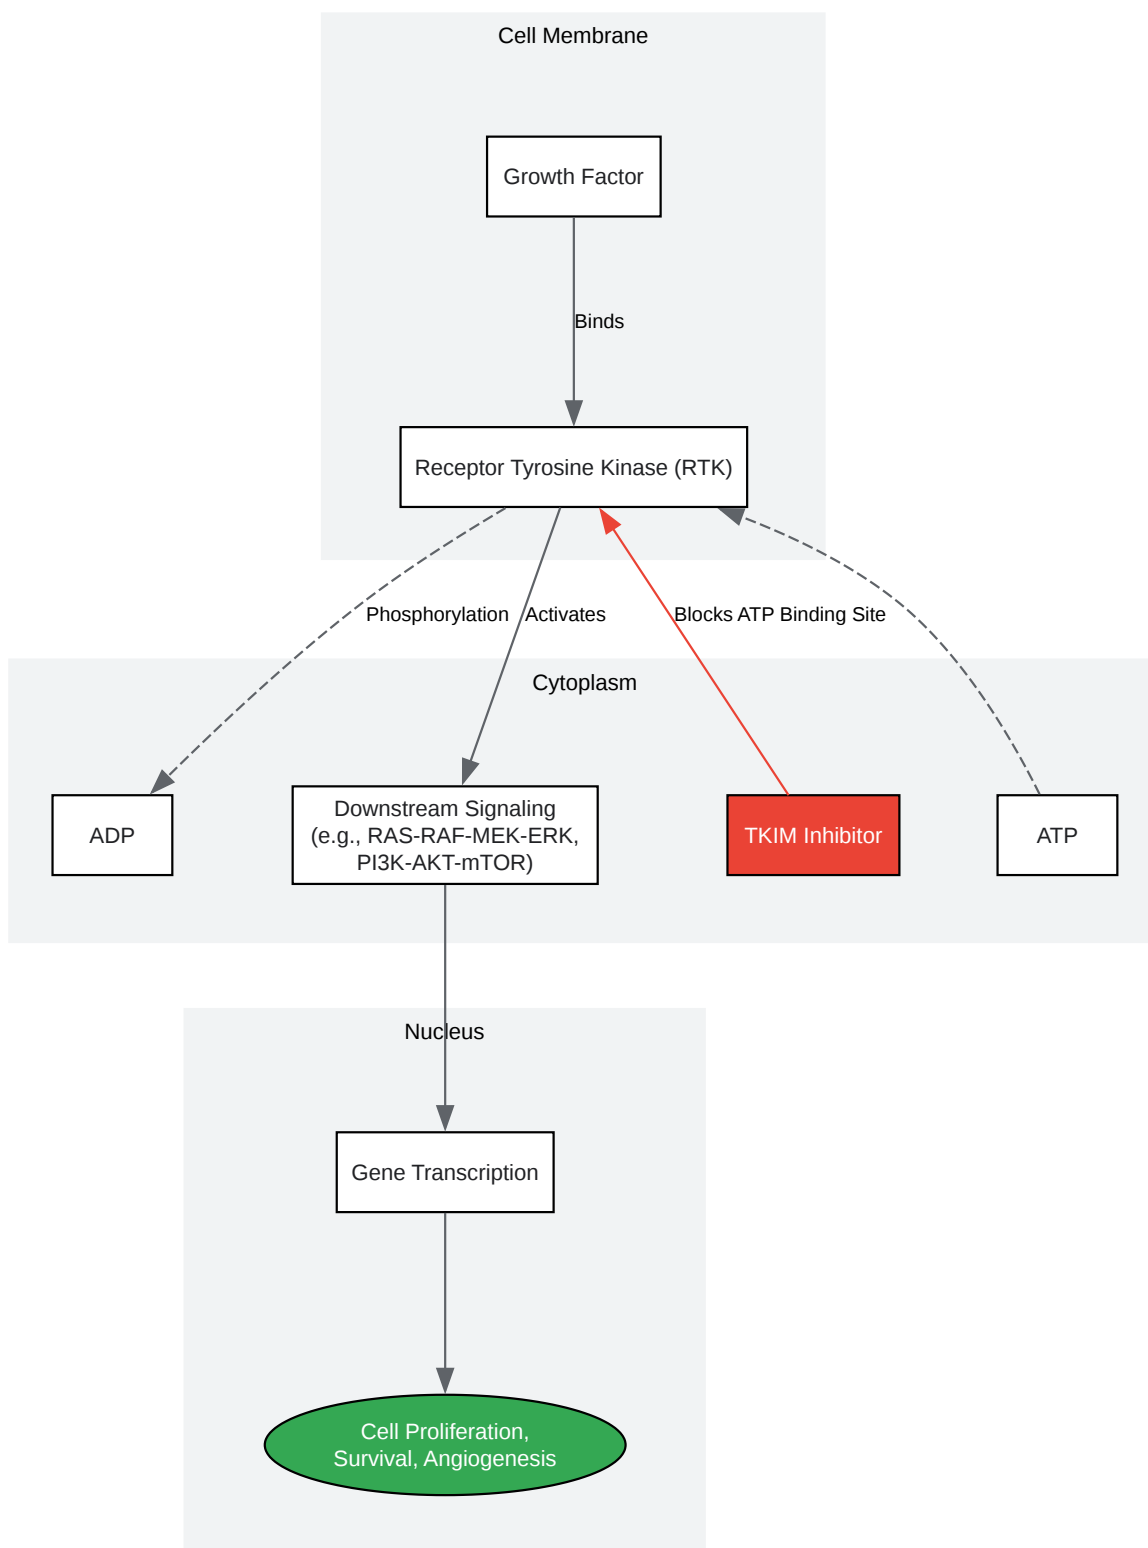 Cell Membrane
Growth Factor
Binds
Receptor Tyrosine Kinase (RTK)
Phosphorylation
Activates
Blocks ATP Binding Site
Cytoplasm
ADP
Downstream Signaling
(e.g., RAS-RAF-MEK-ERK,
PI3K-AKT-mTOR)
TKIM Inhibitor
ATP
Nucleus
Gene Transcription
Cell Proliferation,
Survival, Angiogenesis